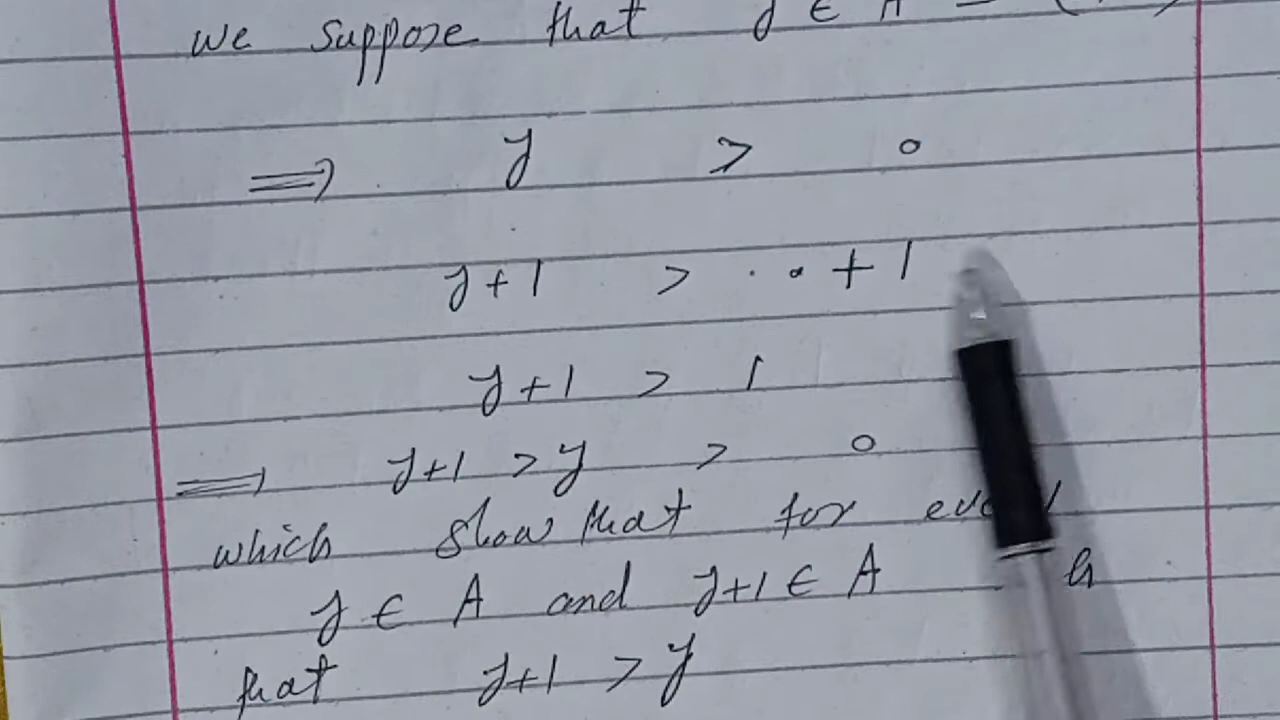 we suppose that y ∈ A =
⟹ y > 0
y+1 > 0 + 1
y+1 > 1
⟹ y+1 > y > 0
which show that for
y ∈ A and y+1 ∈ A
that y+1 > y